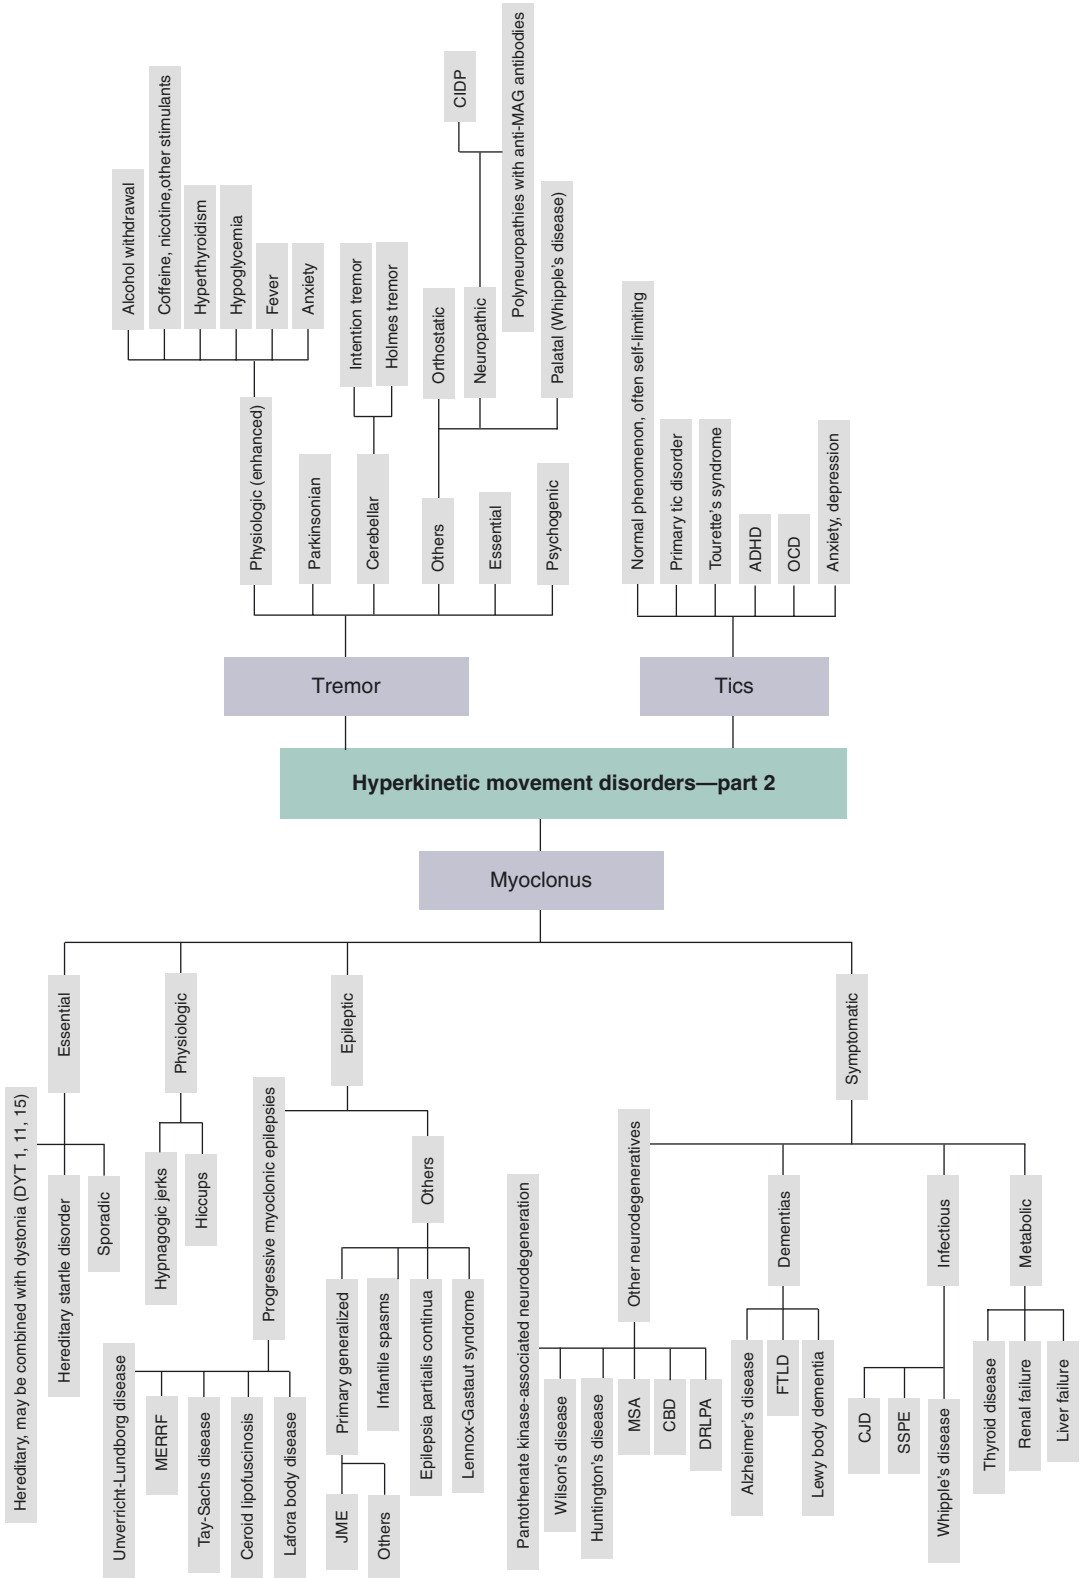 Alcohol withdrawal
Coffeine, nicotine,other stimulants
Hyperthyroidism
Hypoglycemia
Fever
Anxiety
Intention tremor
Holmes tremor
Orthostatic
Neuropathic
CIDP
Polyneuropathies with anti-MAG antibodies
Palatal (Whipple's disease)
Physiologic (enhanced)
Parkinsonian
Cerebellar
Others
Essential
Psychogenic
Normal phenomenon, often self-limiting
Primary tic disorder
Tourette's syndrome
ADHD
OCD
Anxiety, depression
Tremor
Tics
Hyperkinetic movement disorders—part 2
Myoclonus
Essential
Physiologic
Epileptic
Symptomatic
Hereditary, may be combined with dystonia (DYT 1, 11, 15)
Hereditary startle disorder
Sporadic
Hypnagogic jerks
Hiccups
Progressive myoclonic epilepsies
Others
Unverricht-Lundborg disease
MERRF
Tay-Sachs disease
Ceroid lipofuscinosis
Lafora body disease
Primary generalized
Infantile spasms
Epilepsia partialis continua
Lennox-Gastaut syndrome
JME
Others
Other neurodegeneratives
Dementias
Infectious
Metabolic
Pantothenate kinase-associated neurodegeneration
Wilson's disease
Huntington's disease
MSA
CBD
DRLPA
Alzheimer's disease
FTLD
Lewy body dementia
CJD
SSPE
Whipple's disease
Thyroid disease
Renal failure
Liver failure